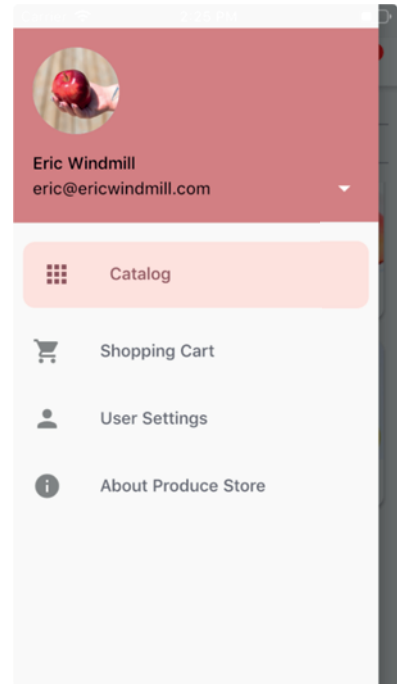 Eric Windmill
eric@ericwindmill.com
Catalog
Shopping Cart
User Settings
About Produce Store